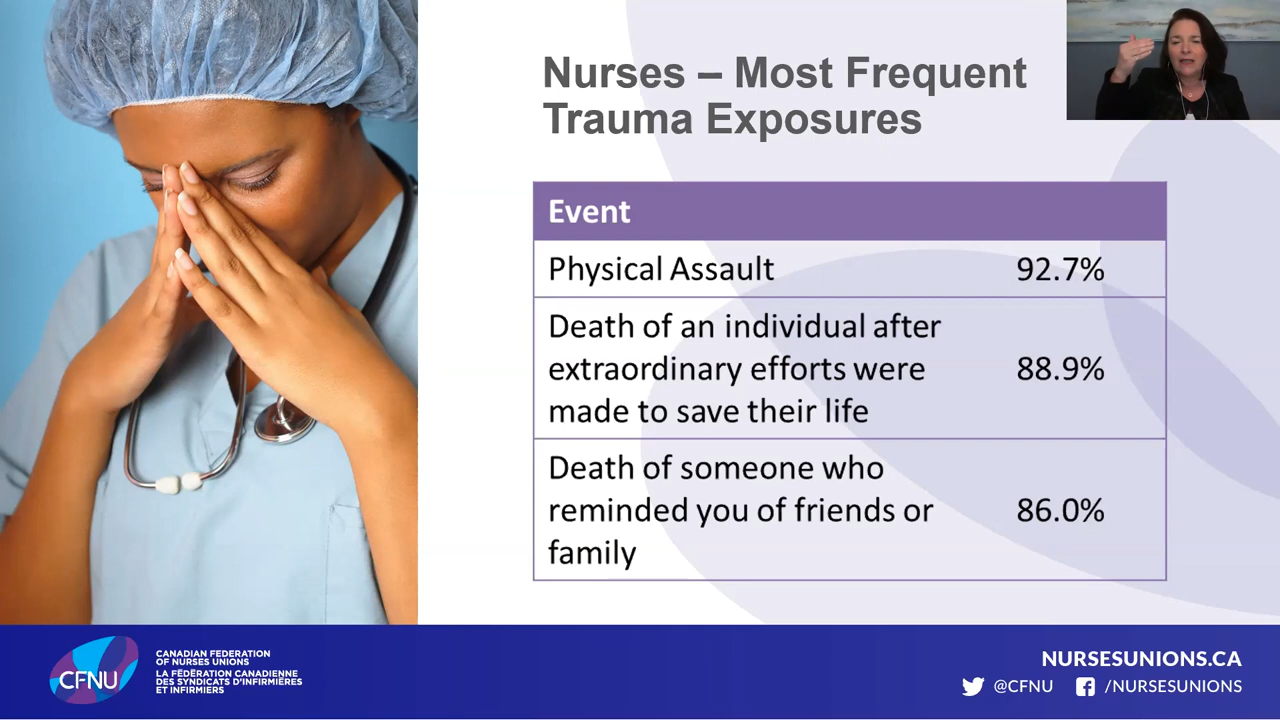 Nurses – Most Frequent
Trauma Exposures
Event
Physical Assault 92.7%
Death of an individual after
extraordinary efforts were 88.9%
made to save their life
Death of someone who
reminded you of friends or 86.0%
family
CFNU
CANADIAN FEDERATION
OF NURSES UNIONS
LA FÉDÉRATION CANADIENNE
DES SYNDICATS D'INFIRMIÈRES
ET INFIRMIERS
NURSESUNIONS.CA
@CFNU /NURSESUNIONS